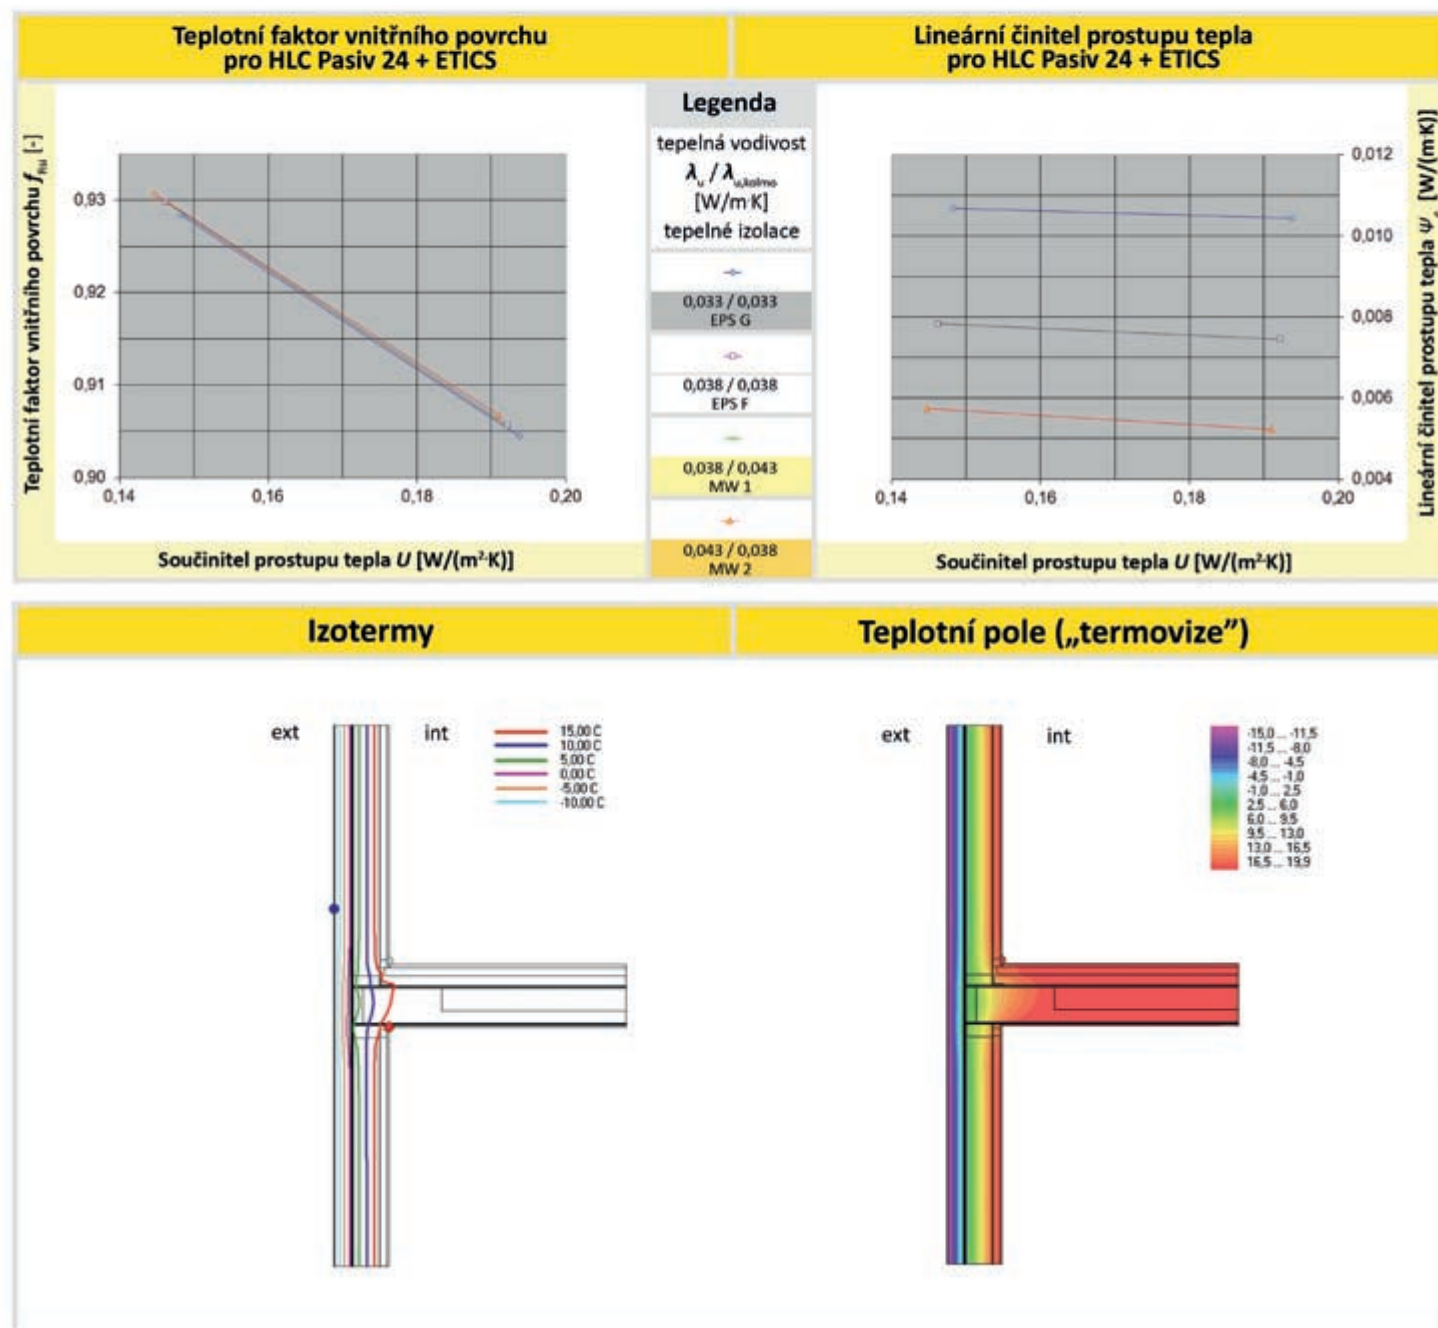 Teplotní faktor vnitřního povrchu
pro HLC Pasiv 24 + ETICS
Lineární činitel prostupu tepla
pro HLC Pasiv 24 + ETICS
Teplotní faktor vnitřního povrchu f_Rsi [-]
0,93
0,92
0,91
0,90
0,14
0,16
0,18
0,20
Součinitel prostupu tepla U [W/(m²·K)]
Legenda
tepelná vodivost
λ_u / λ_u,kolmo
[W/m·K]
tepelné izolace
0,033 / 0,033
EPS G
0,038 / 0,038
EPS F
0,038 / 0,043
MW 1
0,043 / 0,038
MW 2
0,012
0,010
0,008
0,006
0,004
0,14
0,16
0,18
0,20
Lineární činitel prostupu tepla Ψ [W/(m·K)]
Součinitel prostupu tepla U [W/(m²·K)]
Izotermy
Teplotní pole („termovize”)
ext
int
15,00 C
10,00 C
5,00 C
0,00 C
-5,00 C
-10,00 C
ext
int
-15,0 ... -11,5
-11,5 ... -8,0
-8,0 ... -4,5
-4,5 ... -1,0
-1,0 ... 2,5
2,5 ... 6,0
6,0 ... 9,5
9,5 ... 13,0
13,0 ... 16,5
16,5 ... 19,9